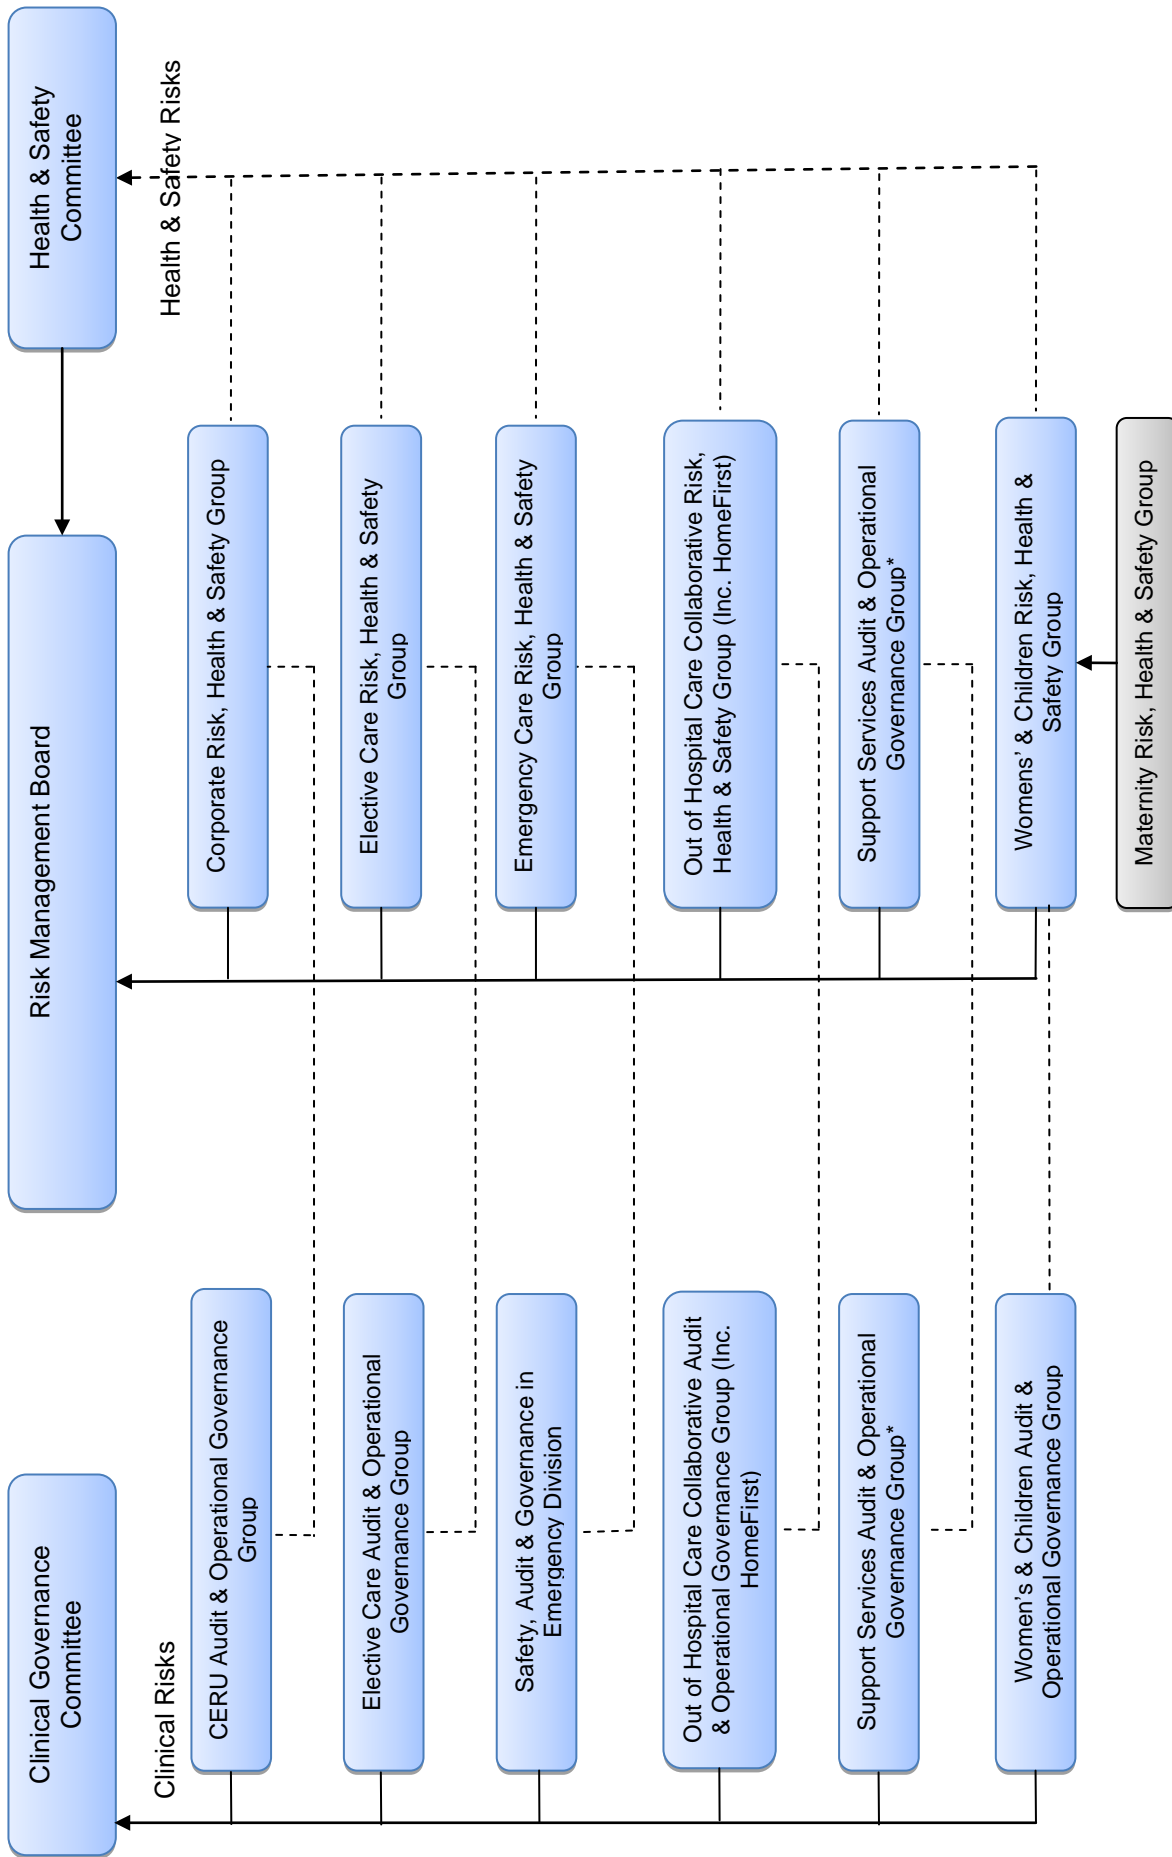 Clinical Governance
Committee
Risk Management Board
Health & Safety
Committee
Clinical Risks
Health & Safety Risks
CERU Audit & Operational Governance
Group
Corporate Risk, Health & Safety Group
Elective Care Audit & Operational
Governance Group
Elective Care Risk, Health & Safety
Group
Safety, Audit & Governance in
Emergency Division
Emergency Care Risk, Health & Safety
Group
Out of Hospital Care Collaborative Audit
& Operational Governance Group (Inc.
HomeFirst)
Out of Hospital Care Collaborative Risk,
Health & Safety Group (Inc. HomeFirst)
Support Services Audit & Operational
Governance Group*
Support Services Audit & Operational
Governance Group*
Women's & Children Audit &
Operational Governance Group
Womens’ & Children Risk, Health &
Safety Group
Maternity Risk, Health & Safety Group